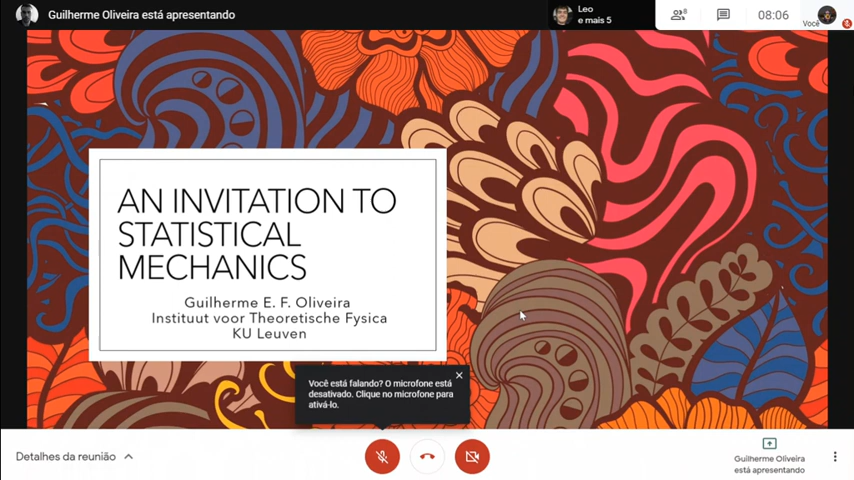 Guilherme Oliveira está apresentando
Leo
e mais 5
8
08:06
Você
AN INVITATION TO
STATISTICAL
MECHANICS
Guilherme E. F. Oliveira
Instituut voor Theoretische Fysica
KU Leuven
Você está falando? O microfone está
desativado. Clique no microfone para
ativá-lo.
Detalhes da reunião
Guilherme Oliveira
está apresentando